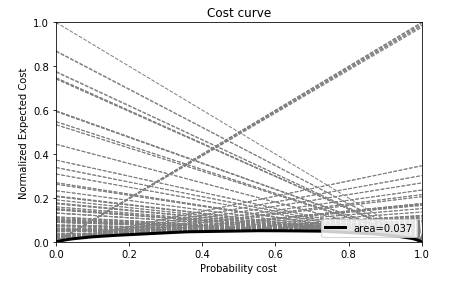 Cost curve
Normalized Expected Cost
1.0
0.8
0.6
0.4
0.2
0.0
0.0 0.2 0.4 0.6 0.8 1.0
Probability cost
area=0.037